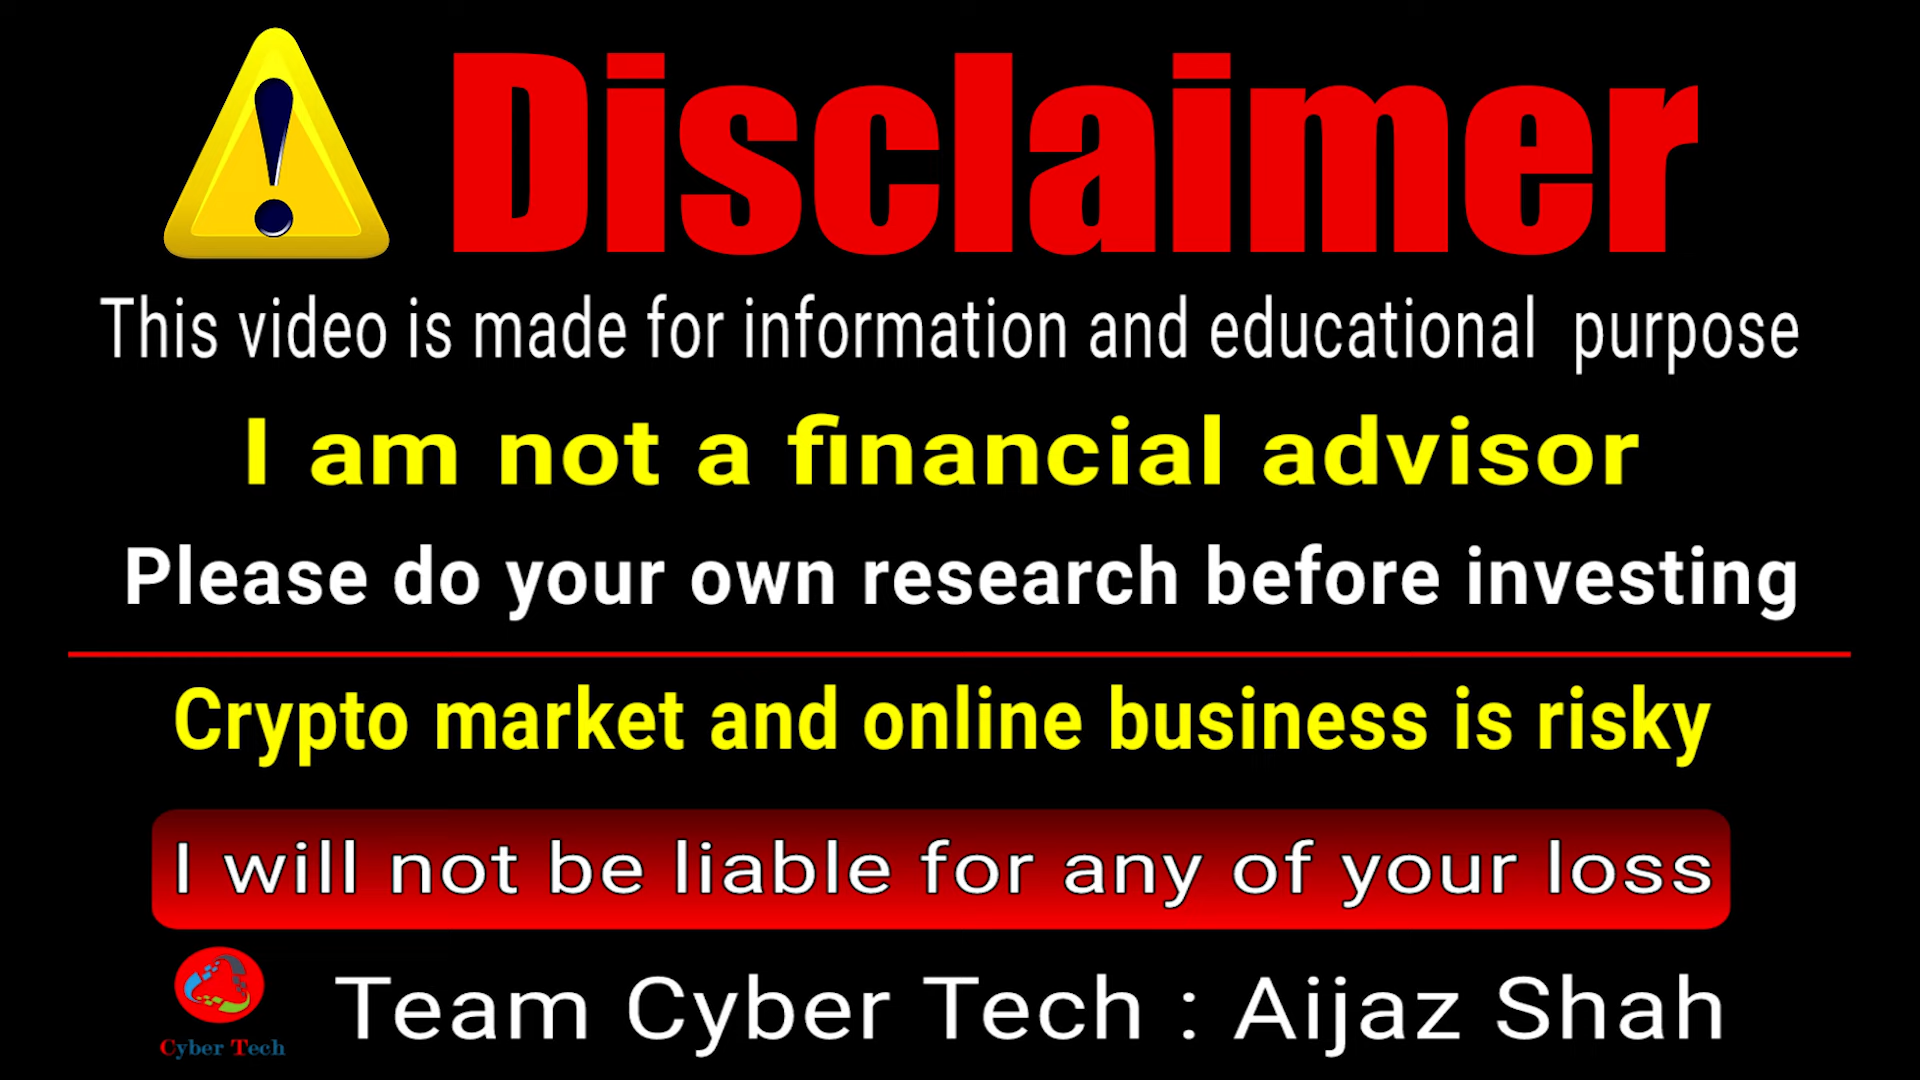 Disclaimer
This video is made for information and educational purpose
I am not a financial advisor
Please do your own research before investing
Crypto market and online business is risky
I will not be liable for any of your loss
Team Cyber Tech : Aijaz Shah
Cyber Tech